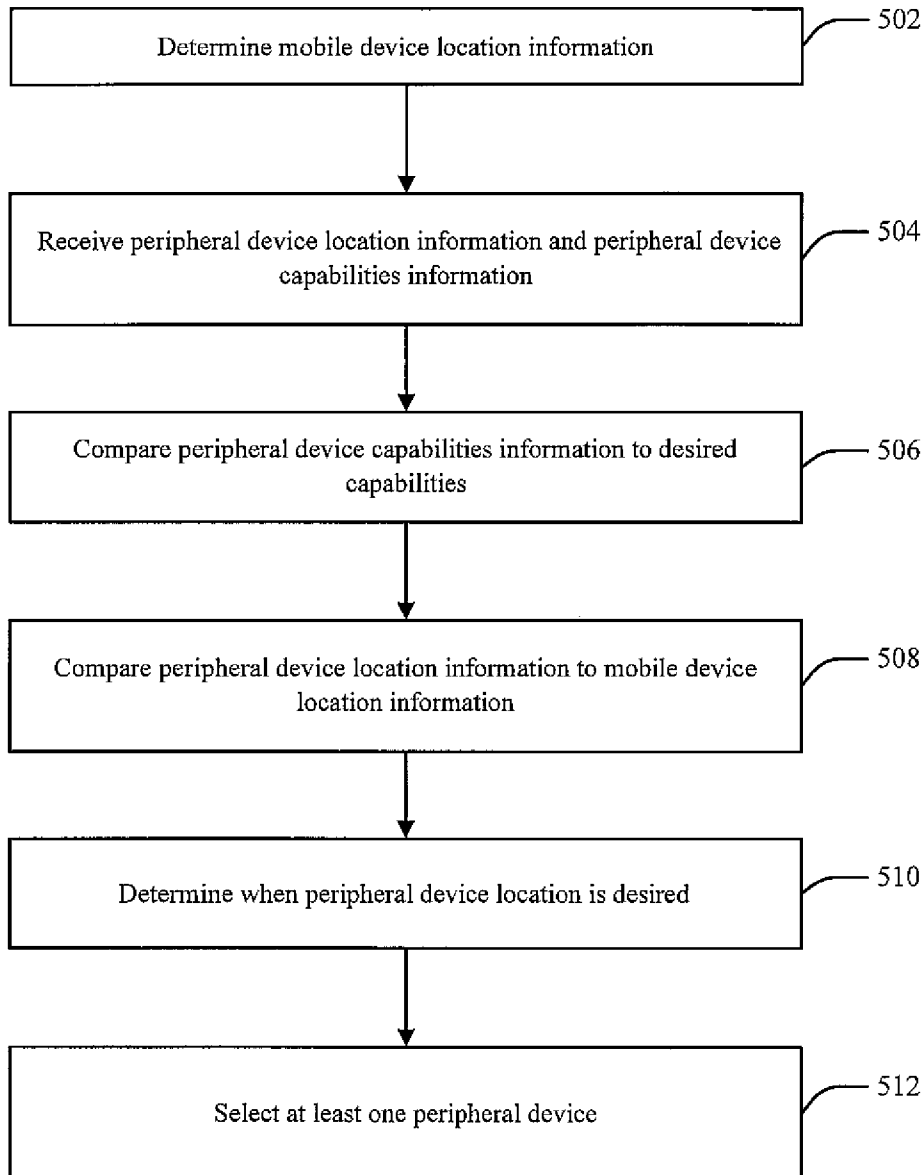 Determine mobile device location information
502
Receive peripheral device location information and peripheral device
capabilities information
504
Compare peripheral device capabilities information to desired
capabilities
506
Compare peripheral device location information to mobile device
location information
508
Determine when peripheral device location is desired
510
Select at least one peripheral device
512